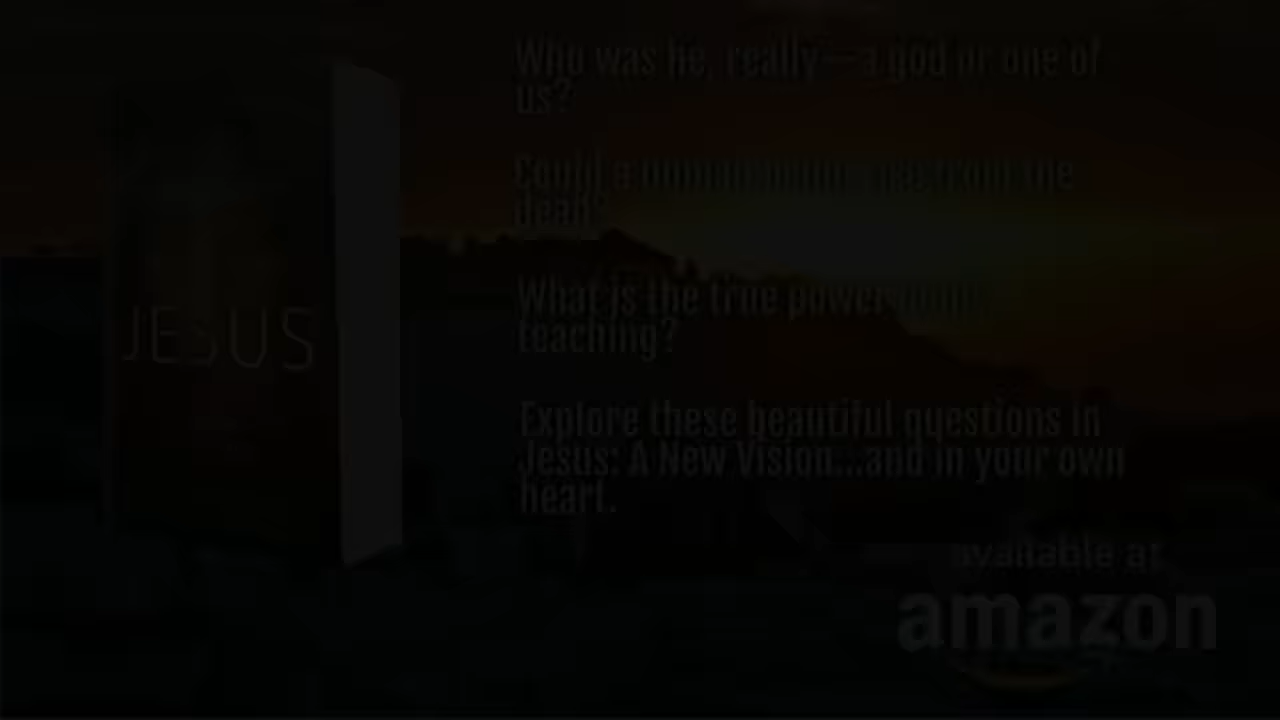 JESUS
Who was he, really—a god or one of
us?
Could a human being rise from the
dead?
What is the true power of his
teaching?
Explore these beautiful questions in
Jesus: A New Vision...and in your own
heart.
available at
amazon